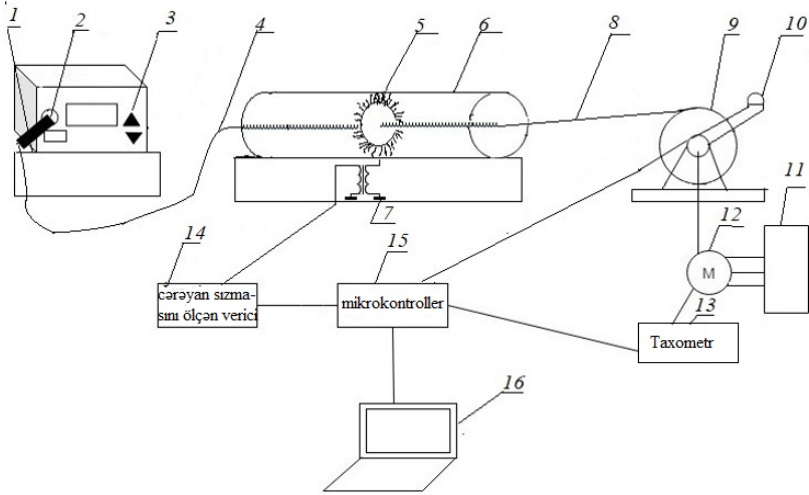 1 2 3 4 5 6 8 9 10
7
11
12
M
13
14
15
cərəyan sızma-
sını ölçən verici
mikrokontroller
Taxometr
16